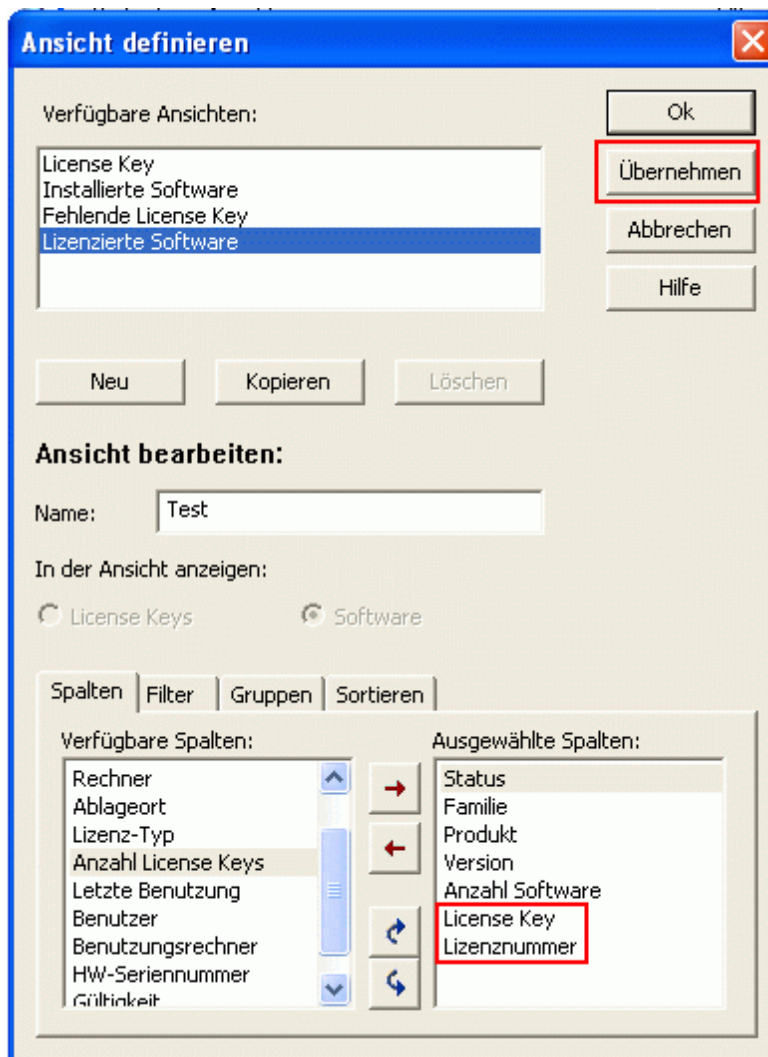 Ansicht definieren
Verfügbare Ansichten:
Ok
License Key
Installierte Software
Fehlende License Key
Lizenzierte Software
Übernehmen
Abbrechen
Hilfe
Neu
Kopieren
Löschen
Ansicht bearbeiten:
Name:
Test
In der Ansicht anzeigen:
License Keys
Software
Spalten
Filter
Gruppen
Sortieren
Verfügbare Spalten:
Rechner
Ablageort
Lizenz-Typ
Anzahl License Keys
Letzte Benutzung
Benutzer
Benutzungsrechner
HW-Seriennummer
Gültigkeit
Ausgewählte Spalten:
Status
Familie
Produkt
Version
Anzahl Software
License Key
Lizenznummer